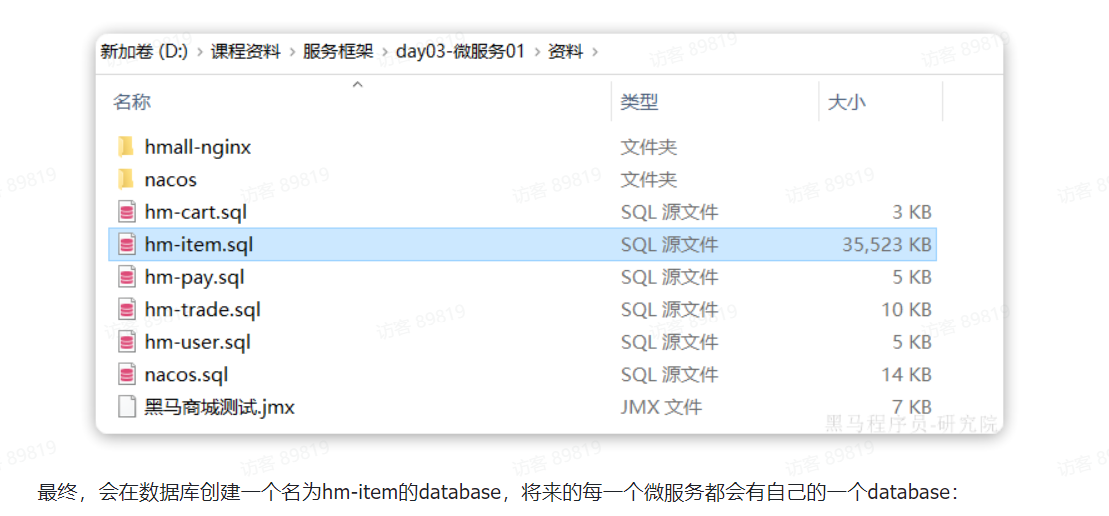 新加卷 (D:) › 课程资料 › 服务框架 › day03-微服务01 › 资料 ›
名称 类型 大小
hmall-nginx 文件夹
nacos 文件夹
hm-cart.sql SQL 源文件 3 KB
hm-item.sql SQL 源文件 35,523 KB
hm-pay.sql SQL 源文件 5 KB
hm-trade.sql SQL 源文件 10 KB
hm-user.sql SQL 源文件 5 KB
nacos.sql SQL 源文件 14 KB
黑马商城测试.jmx JMX 文件 7 KB
黑马程序员-研究院
最终，会在数据库创建一个名为hm-item的database，将来的每一个微服务都会有自己的一个database：
访客 89819